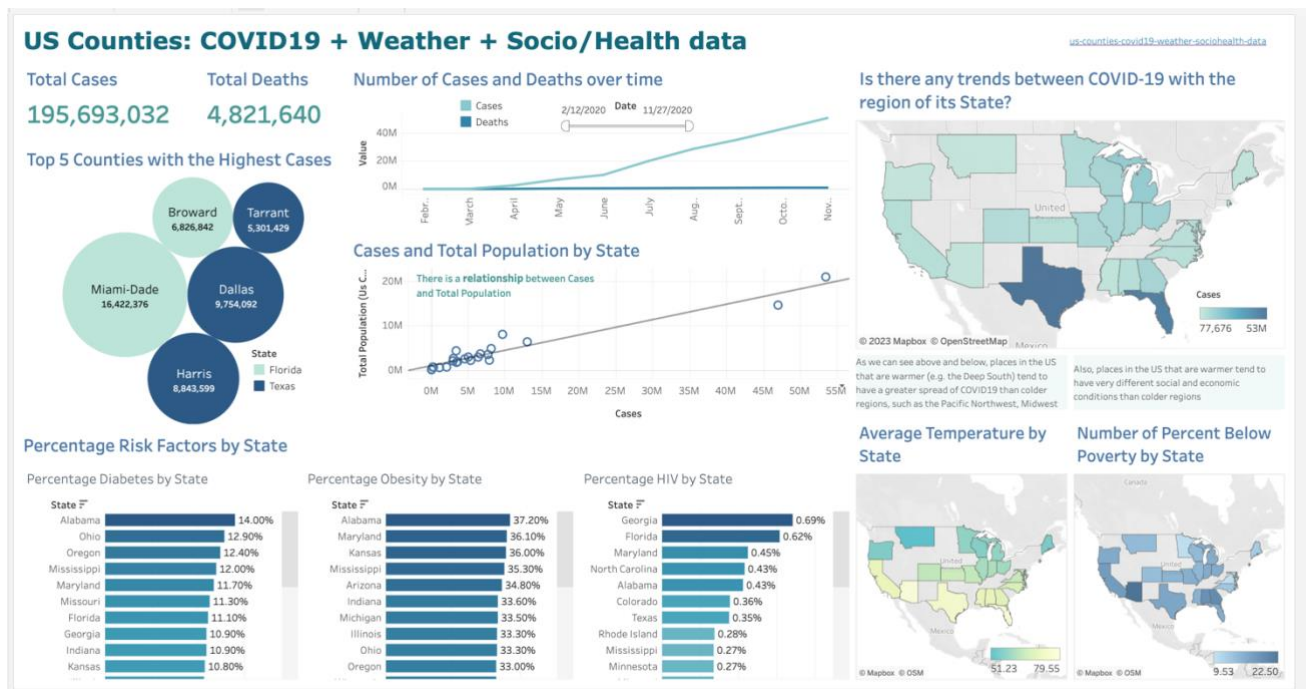 US Counties: COVID19 + Weather + Socio/Health data
us-counties-covid19-weather-sociohealth-data
Total Cases
195,693,032
Total Deaths
4,821,640
Top 5 Counties with the Highest Cases
Broward
6,826,842
Tarrant
5,301,429
Miami-Dade
16,422,376
Dallas
9,754,092
Harris
8,843,599
State
Florida
Texas
Number of Cases and Deaths over time
Cases
Deaths
2/12/2020
Date
11/27/2020
Value
40M
20M
0M
Febr..
March
April
May
June
July
Aug..
Sept..
Octo..
Nov..
Cases and Total Population by State
There is a relationship between Cases
and Total Population
Total Population (Us C...
20M
10M
0M
0M
5M
10M
15M
20M
25M
30M
35M
40M
45M
50M
55M
Cases
Is there any trends between COVID-19 with the
region of its State?
United
Mexico
Cases
77,676
53M
© 2023 Mapbox © OpenStreetMap
As we can see above and below, places in the US
that are warmer (e.g. the Deep South) tend to
have a greater spread of COVID19 than colder
regions, such as the Pacific Northwest, Midwest
Also, places in the US that are warmer tend to
have very different social and economic
conditions than colder regions
Percentage Risk Factors by State
Percentage Diabetes by State
State
Alabama 14.00%
Ohio 12.90%
Oregon 12.40%
Mississippi 12.00%
Maryland 11.70%
Missouri 11.30%
Florida 11.10%
Georgia 10.90%
Indiana 10.90%
Kansas 10.80%
Percentage Obesity by State
State
Alabama 37.20%
Maryland 36.10%
Kansas 36.00%
Mississippi 35.30%
Arizona 34.80%
Indiana 33.60%
Michigan 33.50%
Illinois 33.30%
Ohio 33.30%
Oregon 33.00%
Percentage HIV by State
State
Georgia 0.69%
Florida 0.62%
Maryland 0.45%
North Carolina 0.43%
Alabama 0.43%
Colorado 0.36%
Texas 0.35%
Rhode Island 0.28%
Mississippi 0.27%
Minnesota 0.27%
Average Temperature by
State
United
Mexico
51.23
79.55
© Mapbox © OSM
Number of Percent Below
Poverty by State
Canada
United
Mexico
9.53
22.50
© Mapbox © OSM